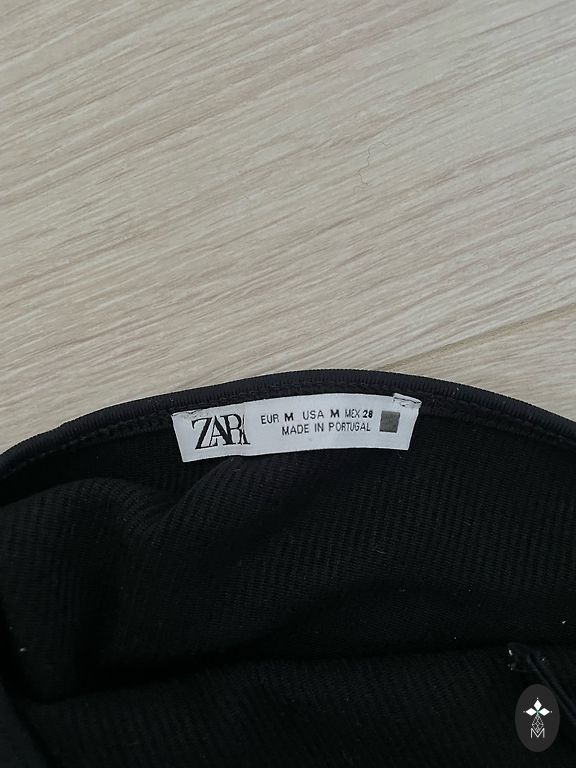 ZARA
EUR M USA M MEX 28
MADE IN PORTUGAL